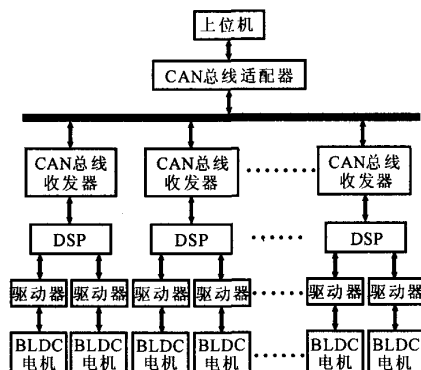 上位机
CAN总线适配器
CAN总线 CAN总线 CAN总线
收发器 收发器 收发器
DSP DSP DSP
驱动器 驱动器 驱动器 驱动器 驱动器 驱动器
BLDC BLDC BLDC BLDC BLDC BLDC
电机 电机 电机 电机 电机 电机